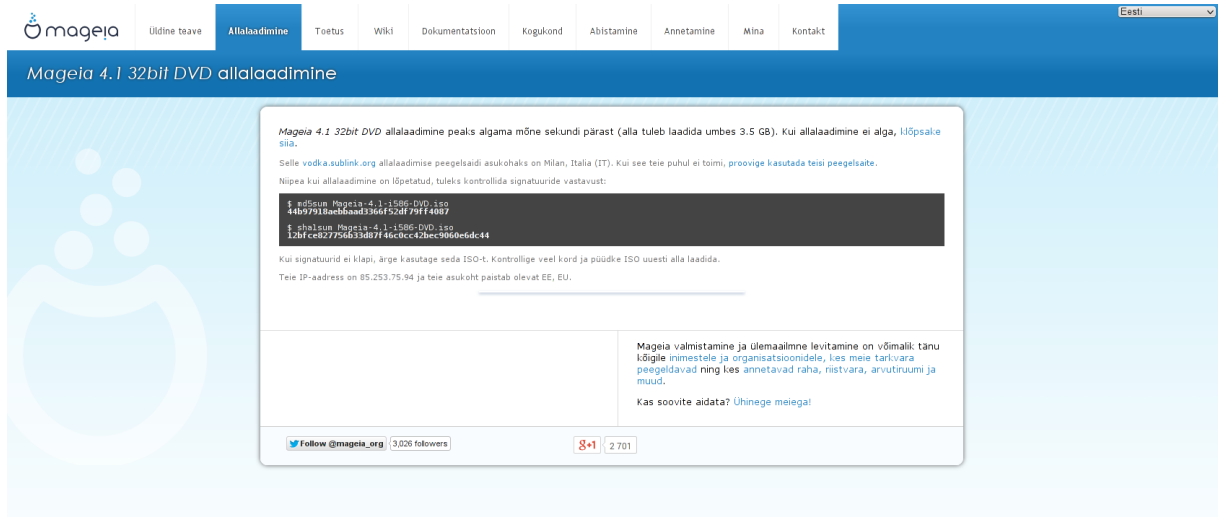 mageia
Üldine teave
Allalaadimine
Toetus
Wiki
Dokumentatsioon
Kogukond
Abistamine
Annetamine
Mina
Kontakt
Eesti
Mageia 4.1 32bit DVD allalaadimine
Mageia 4.1 32bit DVD allalaadimine peaks algama mõne sekundi pärast (alla tuleb laadida umbes 3.5 GB). Kui allalaadimine ei alga, klõpsake
siia.
Selle vodka.sublink.org allalaadimise peegelsaidi asukohaks on Milan, Italia (IT). Kui see teie puhul ei toimi, proovige kasutada teisi peegelsaite.
Niipea kui allalaadimine on lõpetatud, tuleks kontrollida signatuuride vastavust:
$ md5sum Mageia-4.1-i586-DVD.iso
44b97918aebbaad3366f52df79ff4087
$ sha1sum Mageia-4.1-i586-DVD.iso
12bfce827756b33d87f46c0cc42bec9060e6dc44
Kui signatuurid ei klapi, ärge kasutage seda ISO-t. Kontrollige veel kord ja püüdke ISO uuesti alla laadida.
Teie IP-aadress on 85.253.75.94 ja teie asukoht paistab olevat EE, EU.
Mageia valmistamine ja ülemaailmne levitamine on võimalik tänu
kõigile inimestele ja organisatsioonidele, kes meie tarkvara
peegeldavad ning kes annetavad raha, riistvara, arvutiruumi ja
muud.
Kas soovite aidata? Ühinege meiega!
Follow @mageia_org
3,026 followers
g+1
2 701